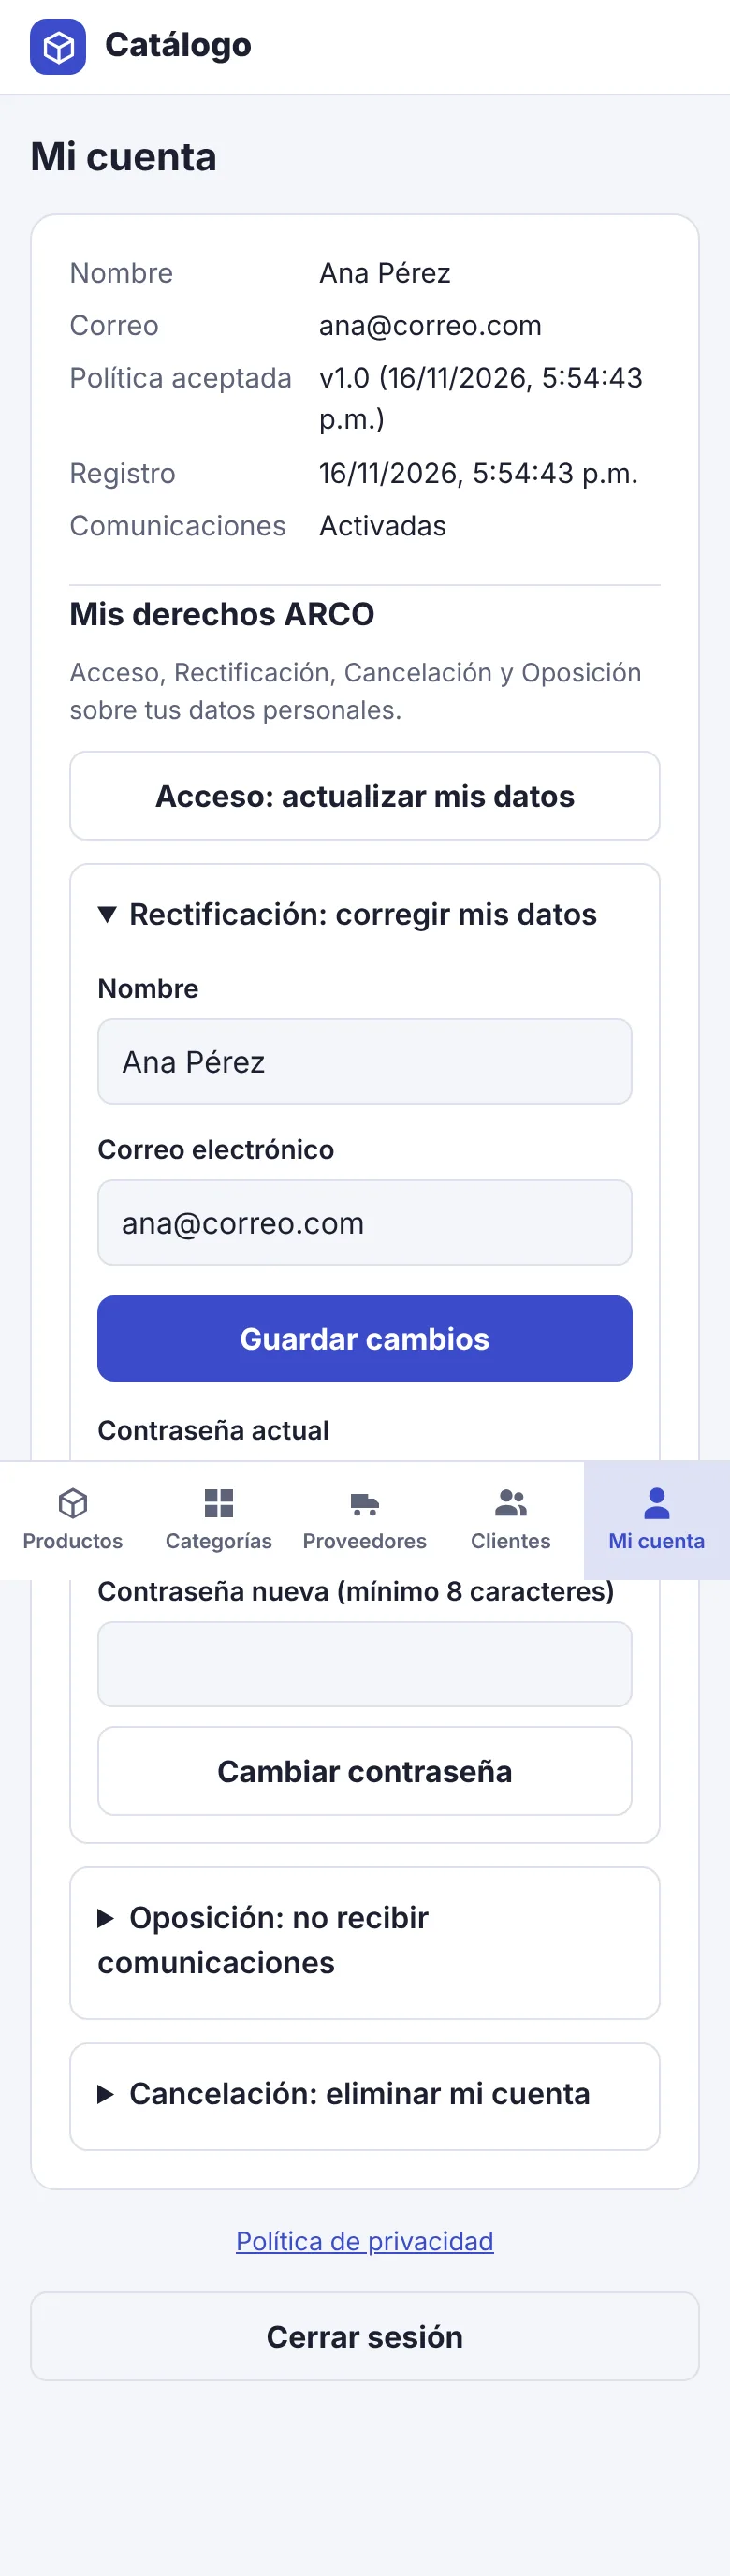 Catálogo
Mi cuenta
Nombre Ana Pérez
Correo ana@correo.com
Política aceptada v1.0 (16/11/2026, 5:54:43
p.m.)
Registro 16/11/2026, 5:54:43 p.m.
Comunicaciones Activadas
Mis derechos ARCO
Acceso, Rectificación, Cancelación y Oposición
sobre tus datos personales.
Acceso: actualizar mis datos
Rectificación: corregir mis datos
Nombre
Ana Pérez
Correo electrónico
ana@correo.com
Guardar cambios
Contraseña actual
Productos Categorías Proveedores Clientes Mi cuenta
Contraseña nueva (mínimo 8 caracteres)
Cambiar contraseña
Oposición: no recibir
comunicaciones
Cancelación: eliminar mi cuenta
Política de privacidad
Cerrar sesión